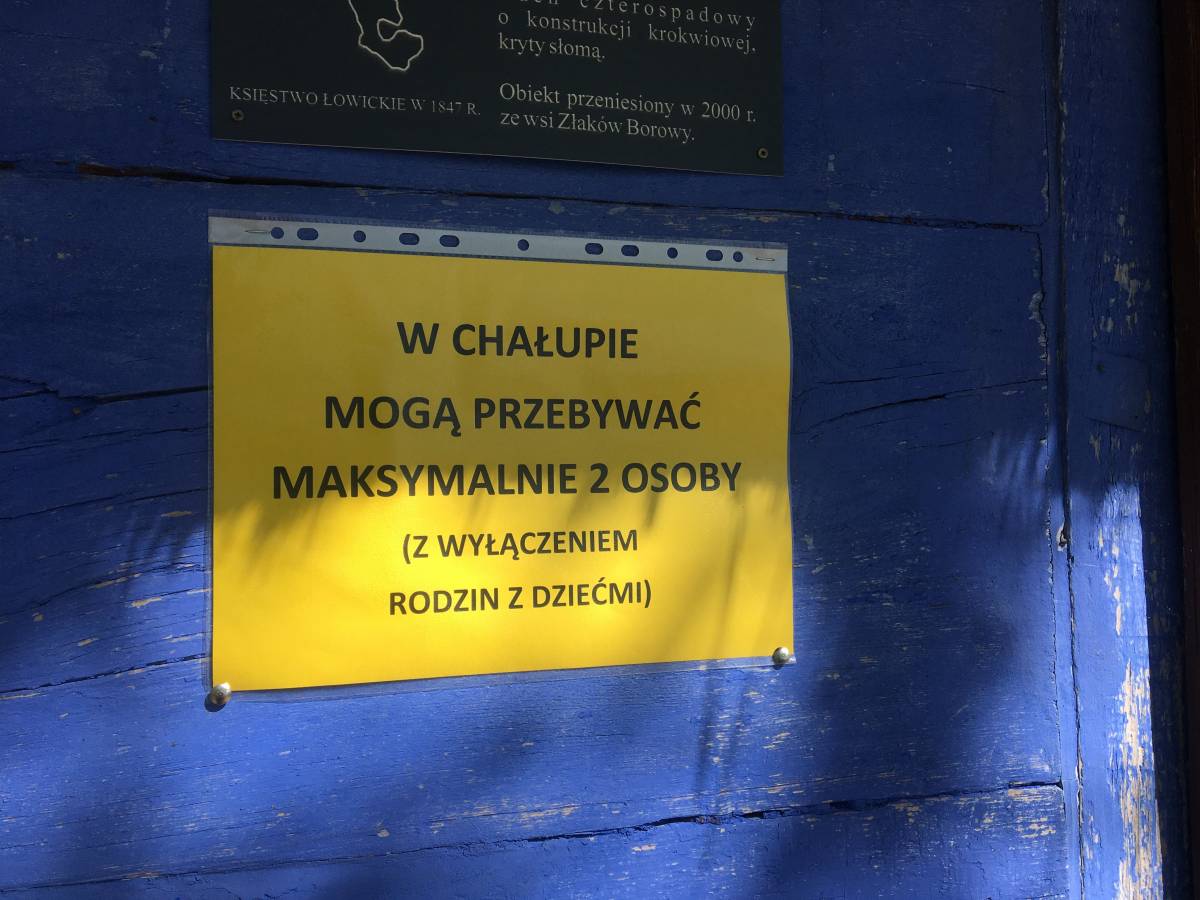 czterospadowy
o konstrukcji krokwiowej,
kryty słomą.
Obiekt przeniesiony w 2000 r.
ze wsi Złaków Borowy.
KSIĘSTWO ŁOWICKIE W 1847 R.
W CHAŁUPIE
MOGĄ PRZEBYWAĆ
MAKSYMALNIE 2 OSOBY
(Z WYŁĄCZENIEM
RODZIN Z DZIEĆMI)